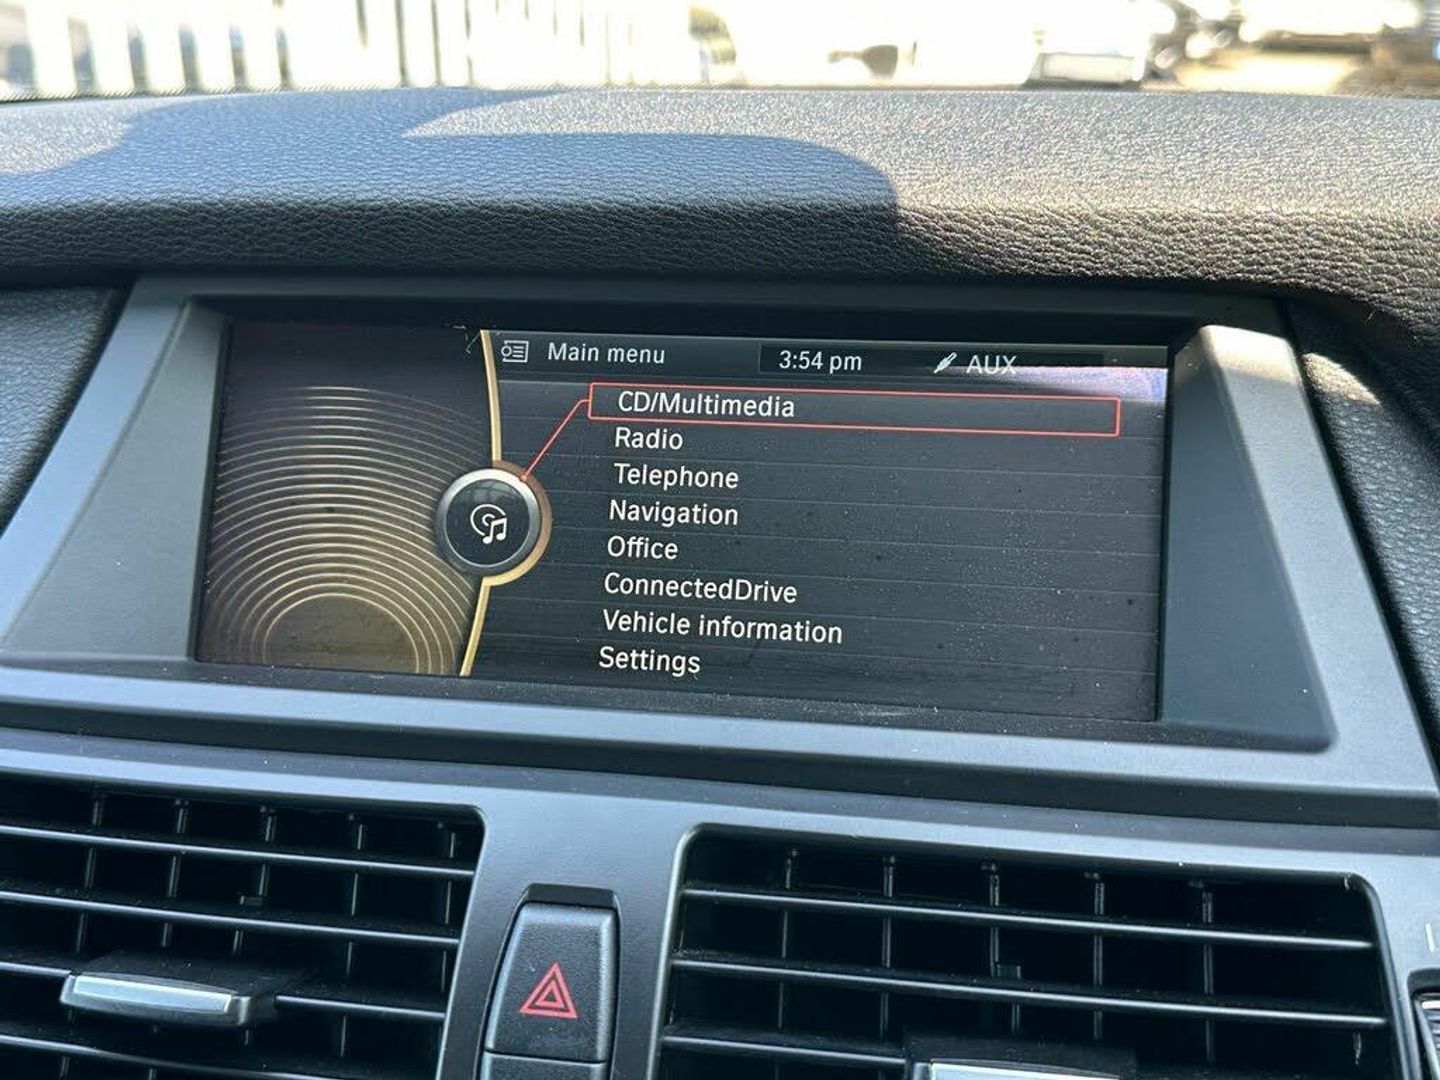 Main menu 3:54 pm AUX
CD/Multimedia
Radio
Telephone
Navigation
Office
ConnectedDrive
Vehicle information
Settings